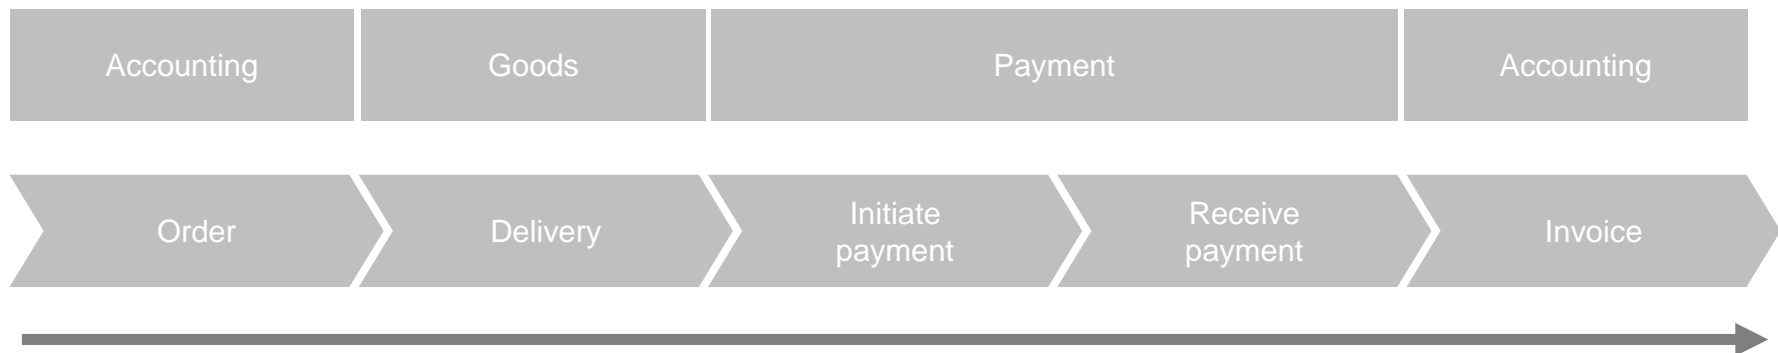 Accounting
Goods
Payment
Accounting
Order
Delivery
Initiate
payment
Receive
payment
Invoice